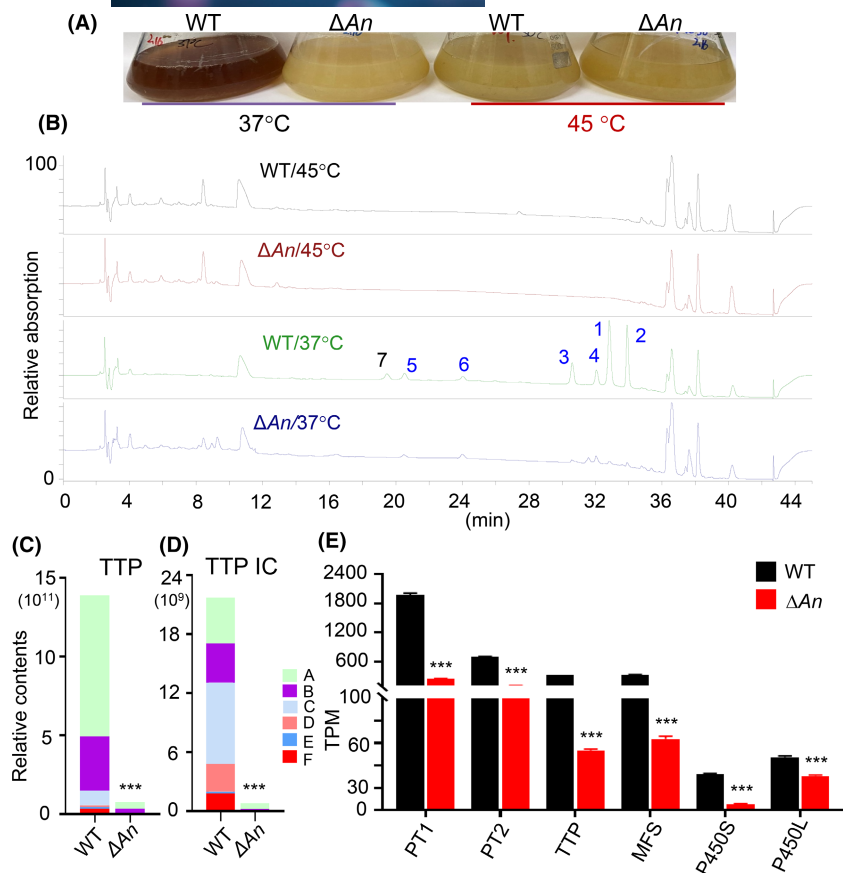 (A) WT ΔAn WT ΔAn
37°C
37°C 45 °C
(B)
100
WT/45°C
ΔAn/45°C
WT/37°C
7 5 6 3 1 4 2
ΔAn/37°C
0
Relative absorption
0 4 8 12 16 20 24 28 32 36 40 44
(min)
(C) TTP
15
(10¹¹)
10
5
0
Relative contents
WT ΔAn
***
(D) TTP IC
24
(10⁹)
18
12
6
0
WT ΔAn
***
A
B
C
D
E
F
(E)
WT
ΔAn
2400
1800
1200
600
100
60
30
0
TPM
*** *** *** *** *** ***
PT1 PT2 TTP MFS P450S P450L